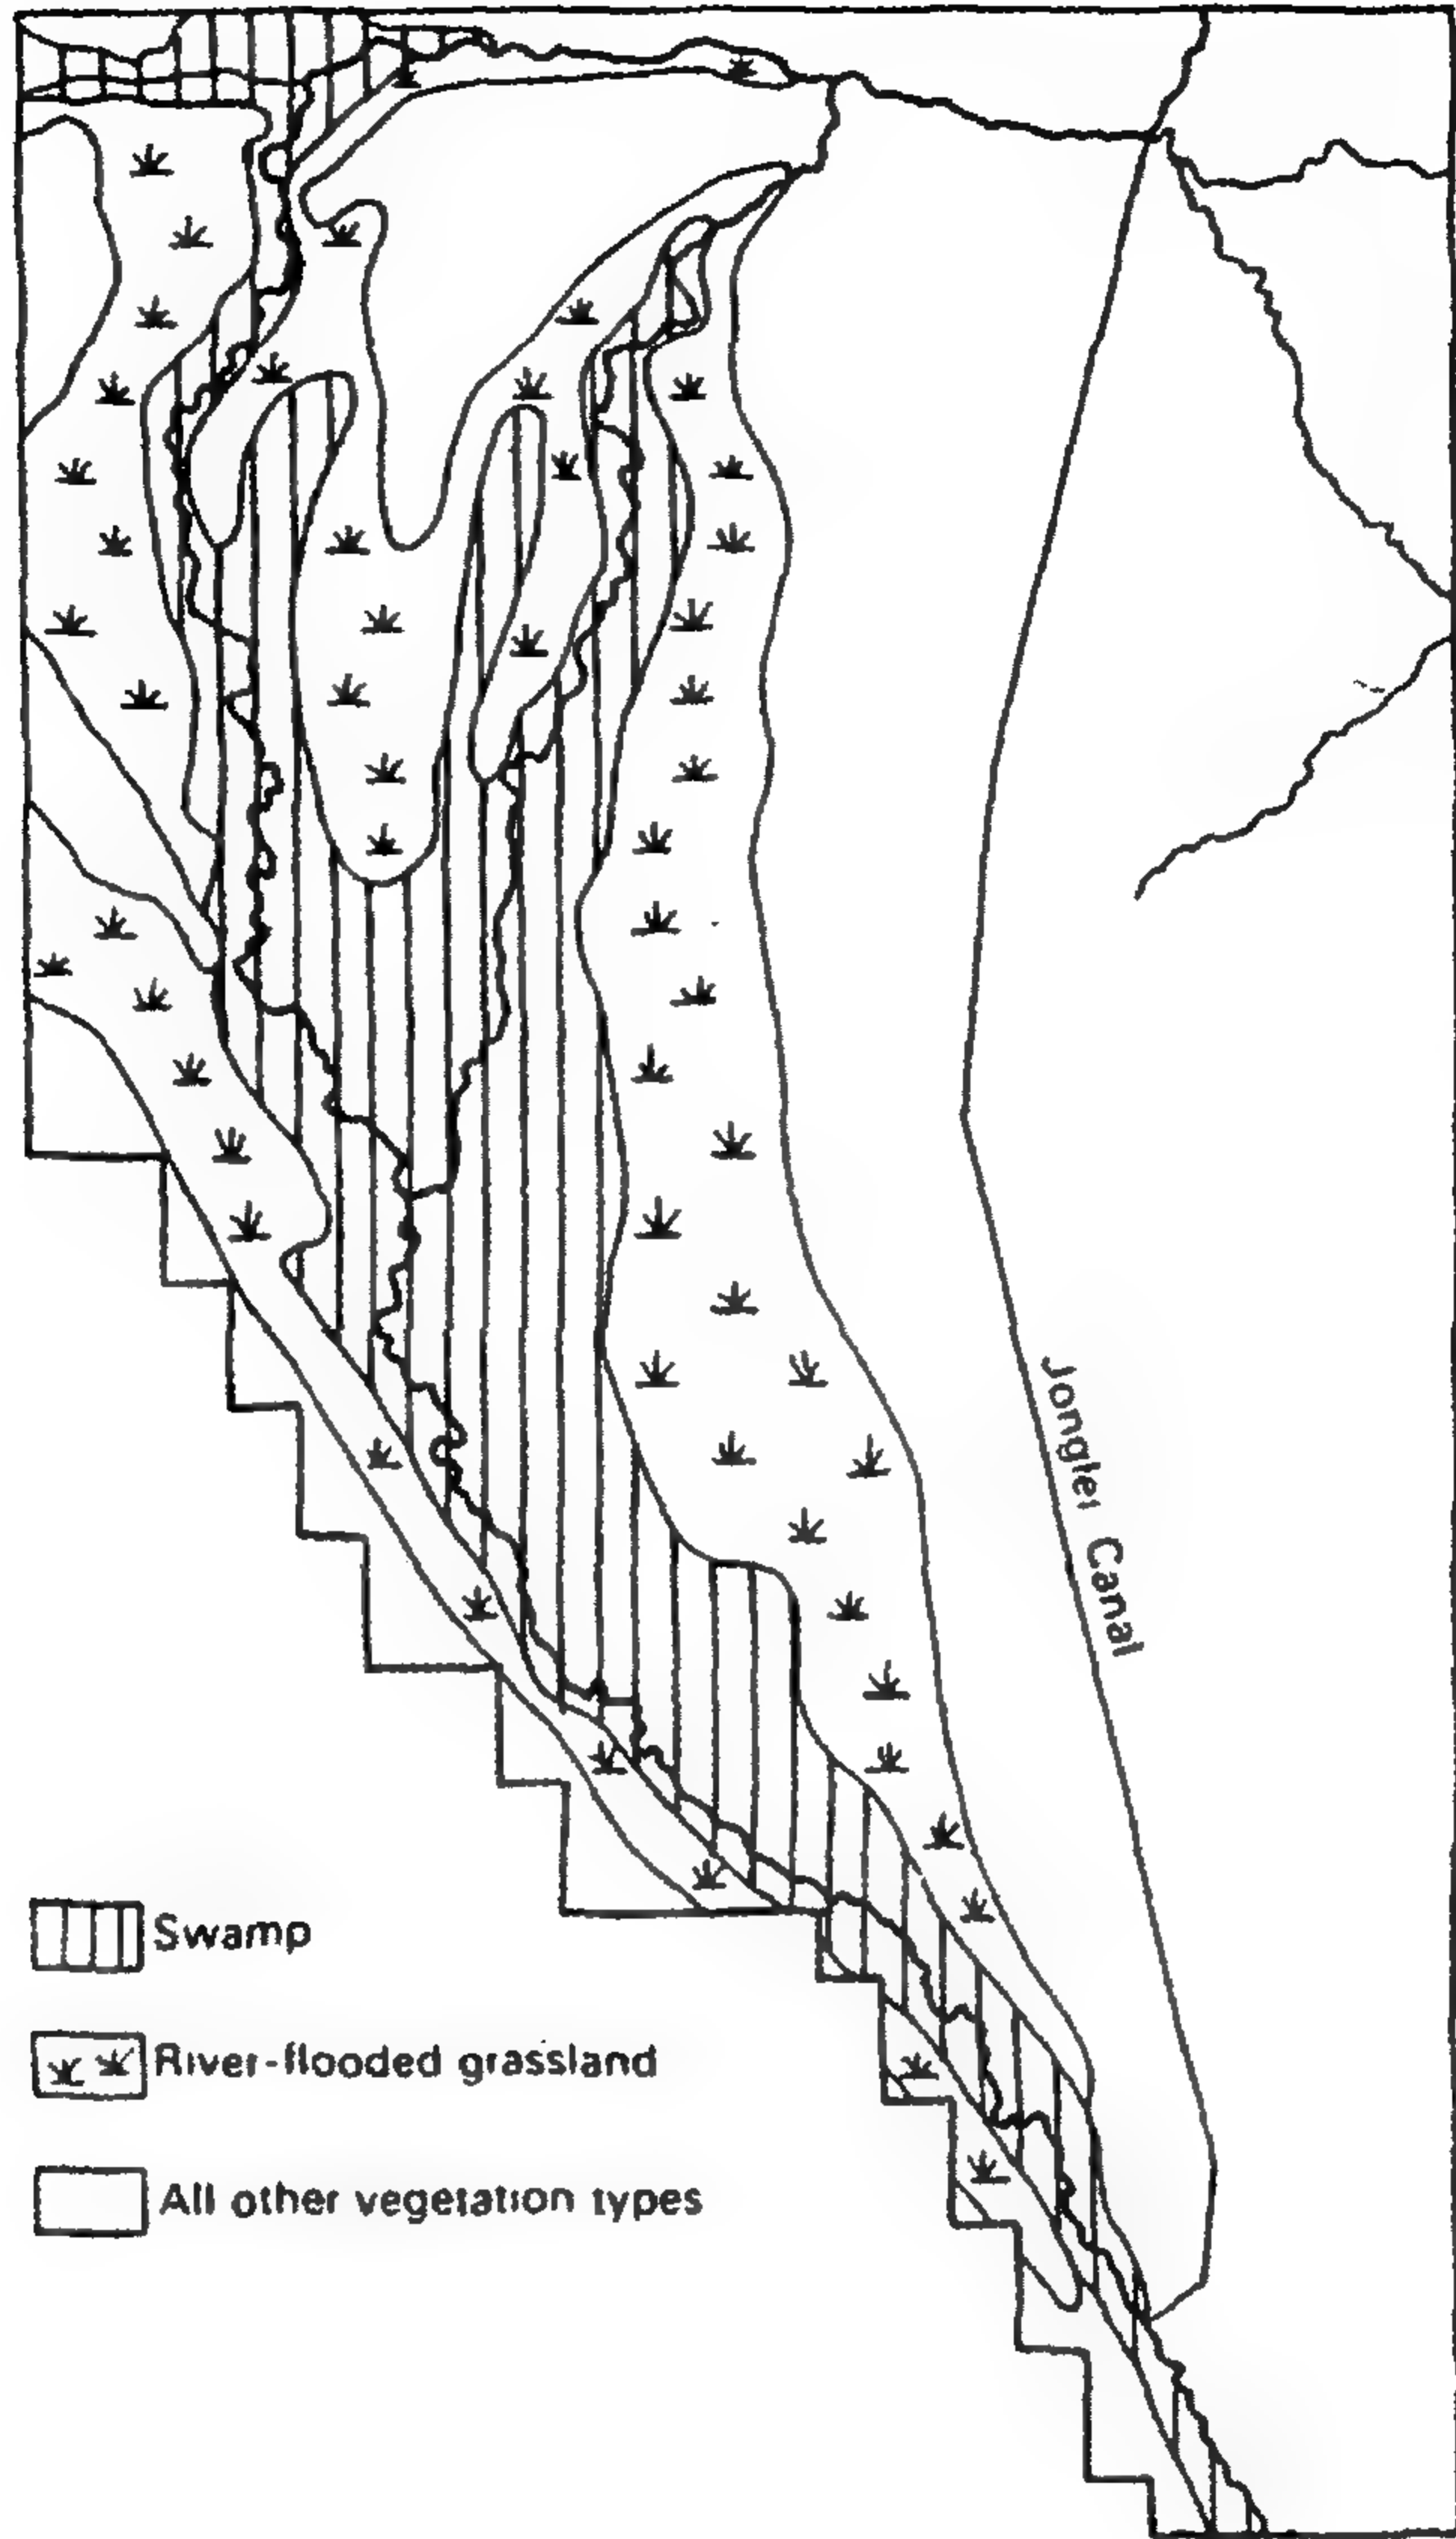 Jonglei Canal
Swamp
River-flooded grassland
All other vegetation types